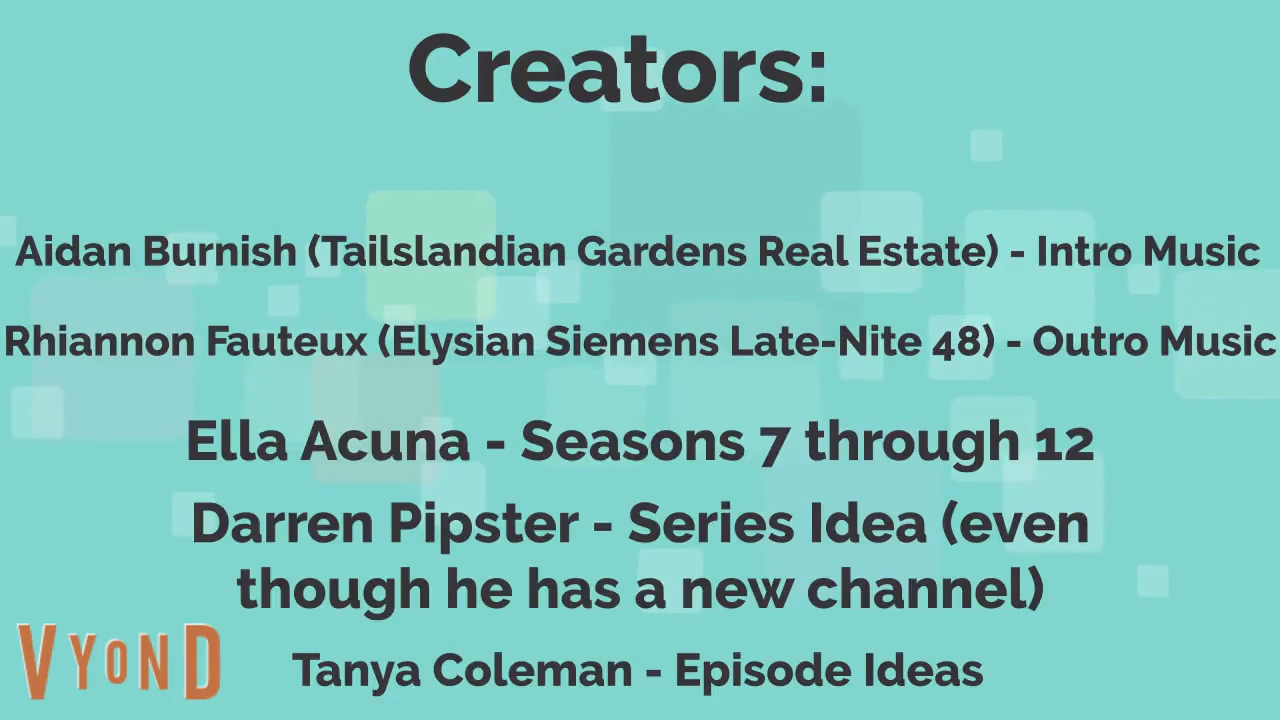 Creators:
Aidan Burnish (Tailslandian Gardens Real Estate) - Intro Music
Rhiannon Fauteux (Elysian Siemens Late-Nite 48) - Outro Music
Ella Acuna - Seasons 7 through 12
Darren Pipster - Series Idea (even
though he has a new channel)
Tanya Coleman - Episode Ideas
VYOND